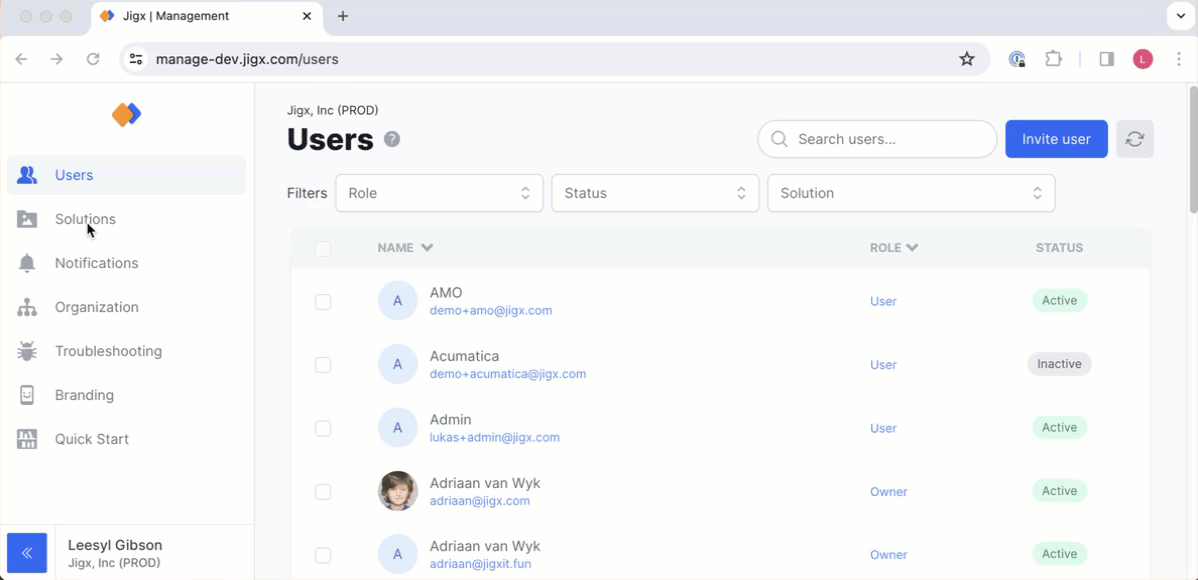 Jigx | Management
manage-dev.jigx.com/users
L
Jigx, Inc (PROD)
Users ?
Search users...
Invite user
Users
Solutions
Notifications
Organization
Troubleshooting
Branding
Quick Start
Filters Role Status Solution
NAME ROLE STATUS
A AMO User Active
demo+amo@jigx.com
A Acumatica User Inactive
demo+acumatica@jigx.com
A Admin User Active
lukas+admin@jigx.com
Adriaan van Wyk Owner Active
adriaan@jigx.com
A Adriaan van Wyk Owner Active
adriaan@jigxit.fun
Leesyl Gibson
Jigx, Inc (PROD)